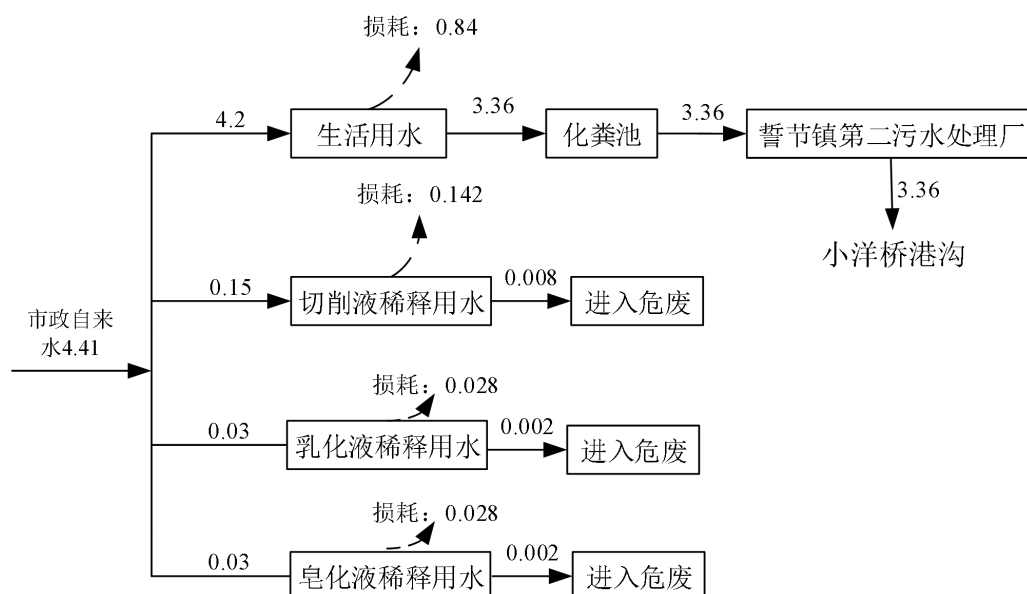 损耗：0.84
4.2
生活用水
3.36
化粪池
3.36
誓节镇第二污水处理厂
3.36
小洋桥港沟
损耗：0.142
0.15
切削液稀释用水
0.008
进入危废
市政自来
水4.41
损耗：0.028
0.03
乳化液稀释用水
0.002
进入危废
损耗：0.028
0.03
皂化液稀释用水
0.002
进入危废